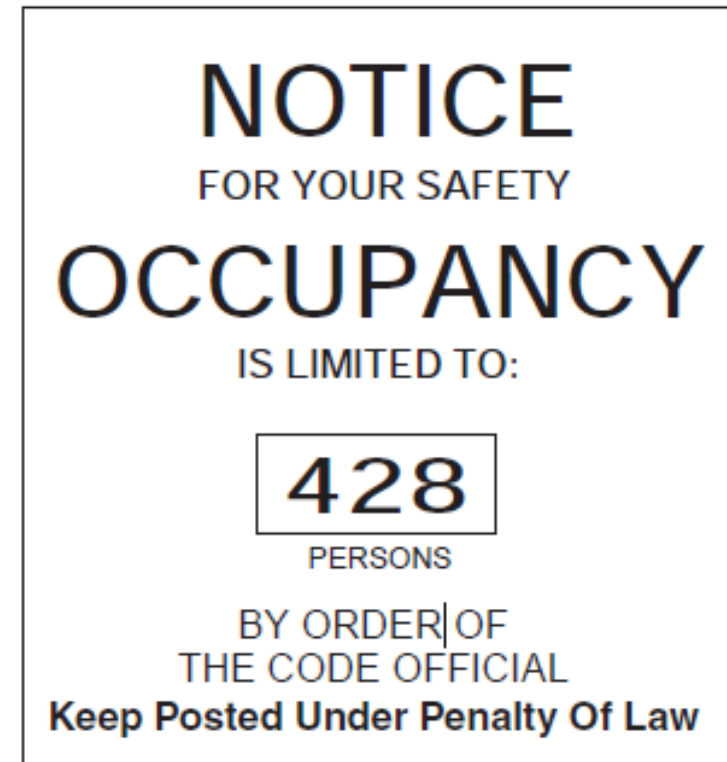 NOTICE
FOR YOUR SAFETY
OCCUPANCY
IS LIMITED TO:
428
PERSONS
BY ORDER OF
THE CODE OFFICIAL
Keep Posted Under Penalty Of Law